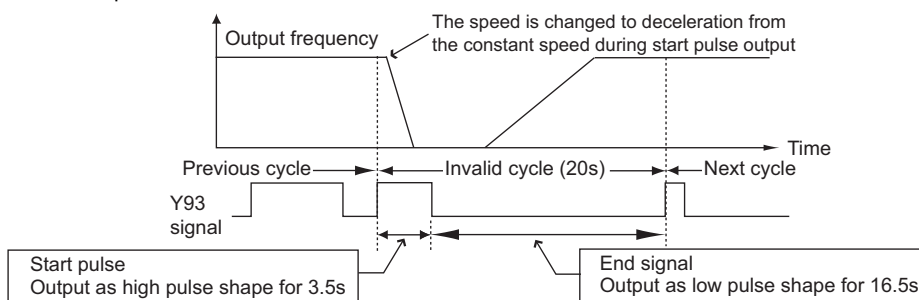 The speed is changed to deceleration from
the constant speed during start pulse output
Output frequency
Time
Previous cycle
Invalid cycle (20s)
Next cycle
Y93
signal
Start pulse
Output as high pulse shape for 3.5s
End signal
Output as low pulse shape for 16.5s